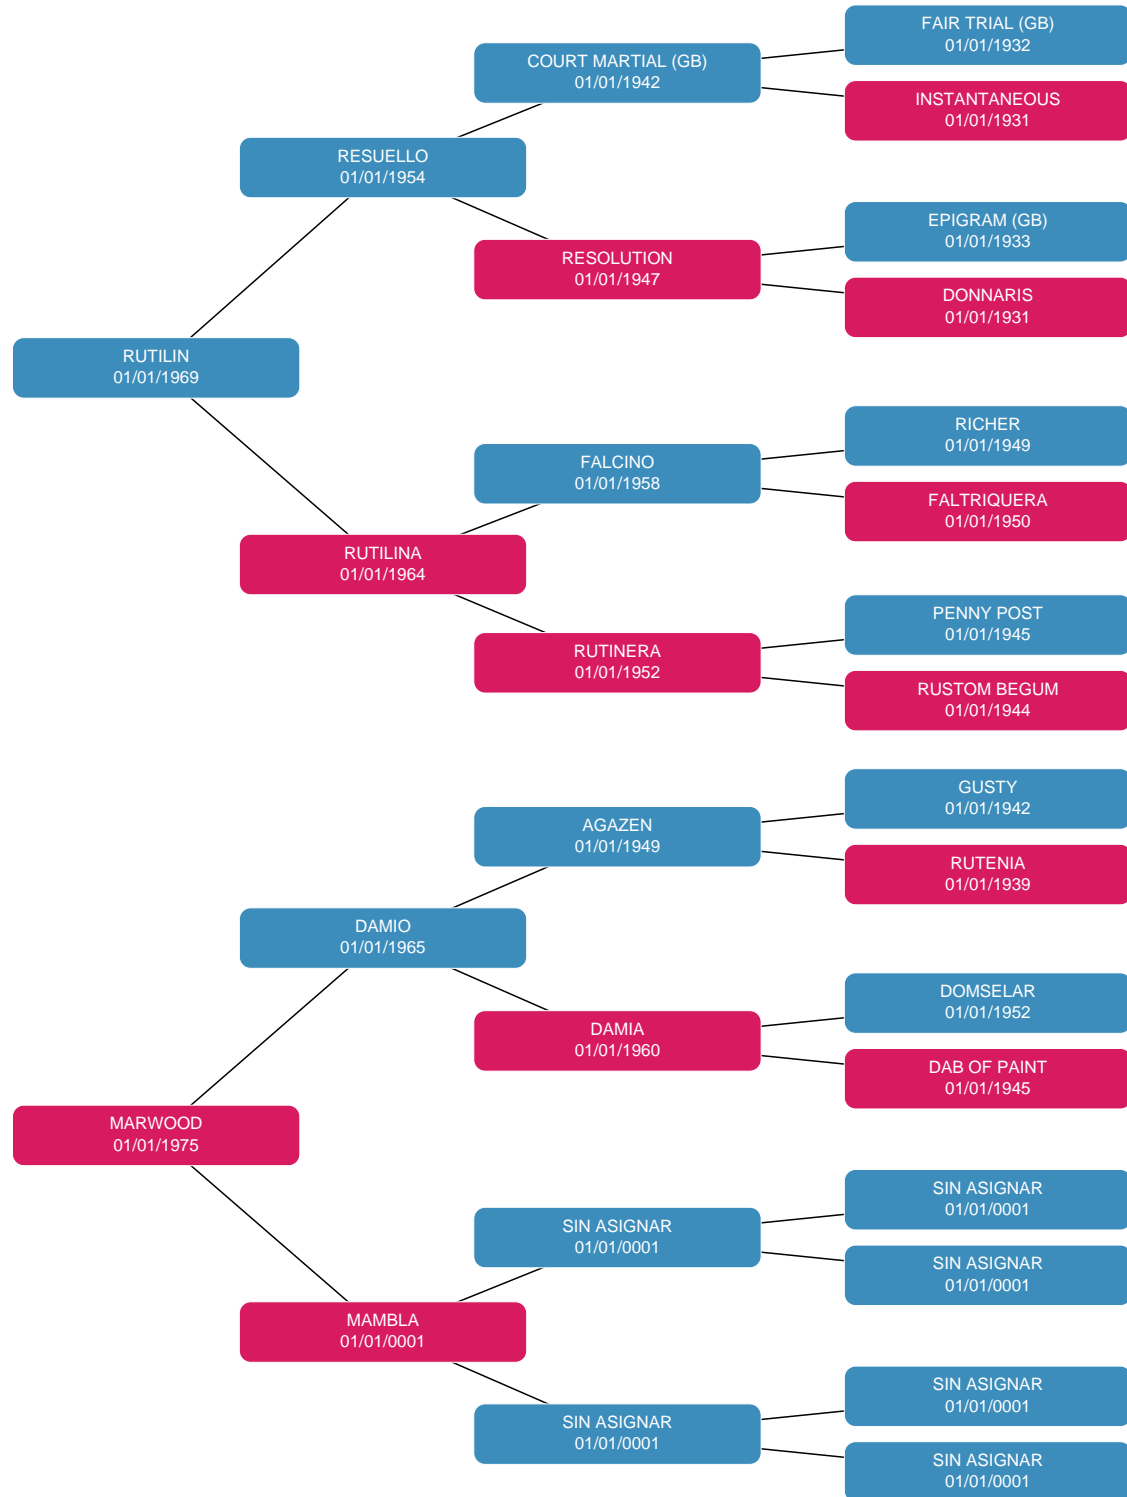 FAIR TRIAL (GB)
01/01/1932
COURT MARTIAL (GB)
01/01/1942
INSTANTANEOUS
01/01/1931
RESUELLO
01/01/1954
EPIGRAM (GB)
01/01/1933
RESOLUTION
01/01/1947
DONNARIS
01/01/1931
RUTILIN
01/01/1969
RICHER
01/01/1949
FALCINO
01/01/1958
FALTRIQUERA
01/01/1950
RUTILINA
01/01/1964
PENNY POST
01/01/1945
RUTINERA
01/01/1952
RUSTOM BEGUM
01/01/1944
GUSTY
01/01/1942
AGAZEN
01/01/1949
RUTENIA
01/01/1939
DAMIO
01/01/1965
DOMSELAR
01/01/1952
DAMIA
01/01/1960
DAB OF PAINT
01/01/1945
MARWOOD
01/01/1975
SIN ASIGNAR
01/01/0001
SIN ASIGNAR
01/01/0001
SIN ASIGNAR
01/01/0001
MAMBLA
01/01/0001
SIN ASIGNAR
01/01/0001
SIN ASIGNAR
01/01/0001
SIN ASIGNAR
01/01/0001